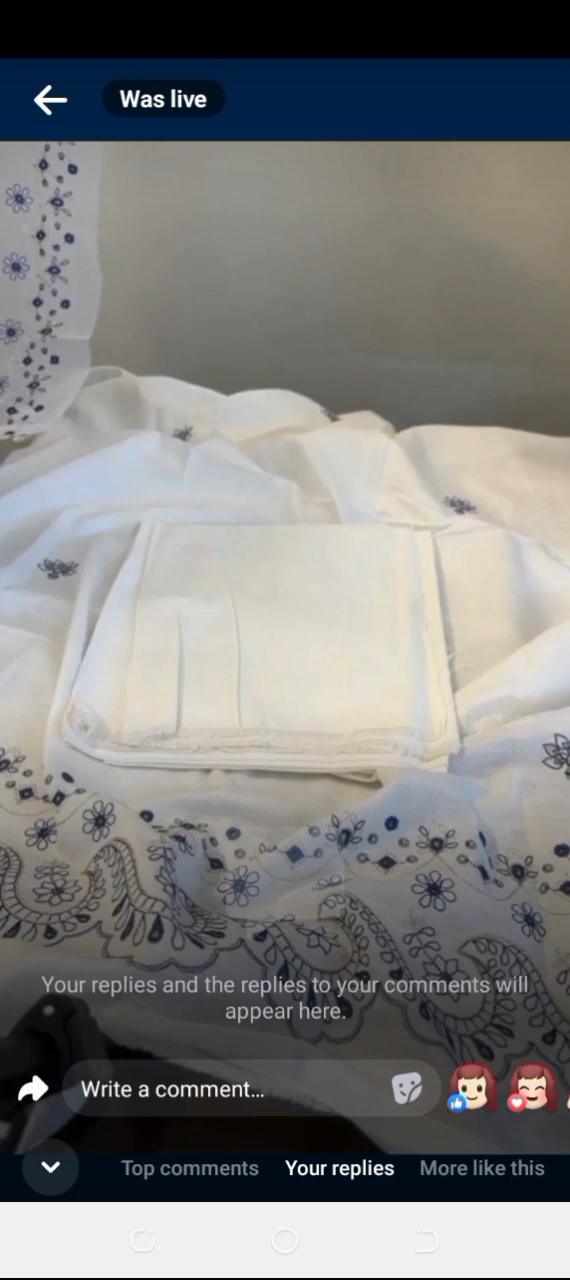 Was live
Your replies and the replies to your comments will
appear here.
Write a comment...
Top comments
Your replies
More like this